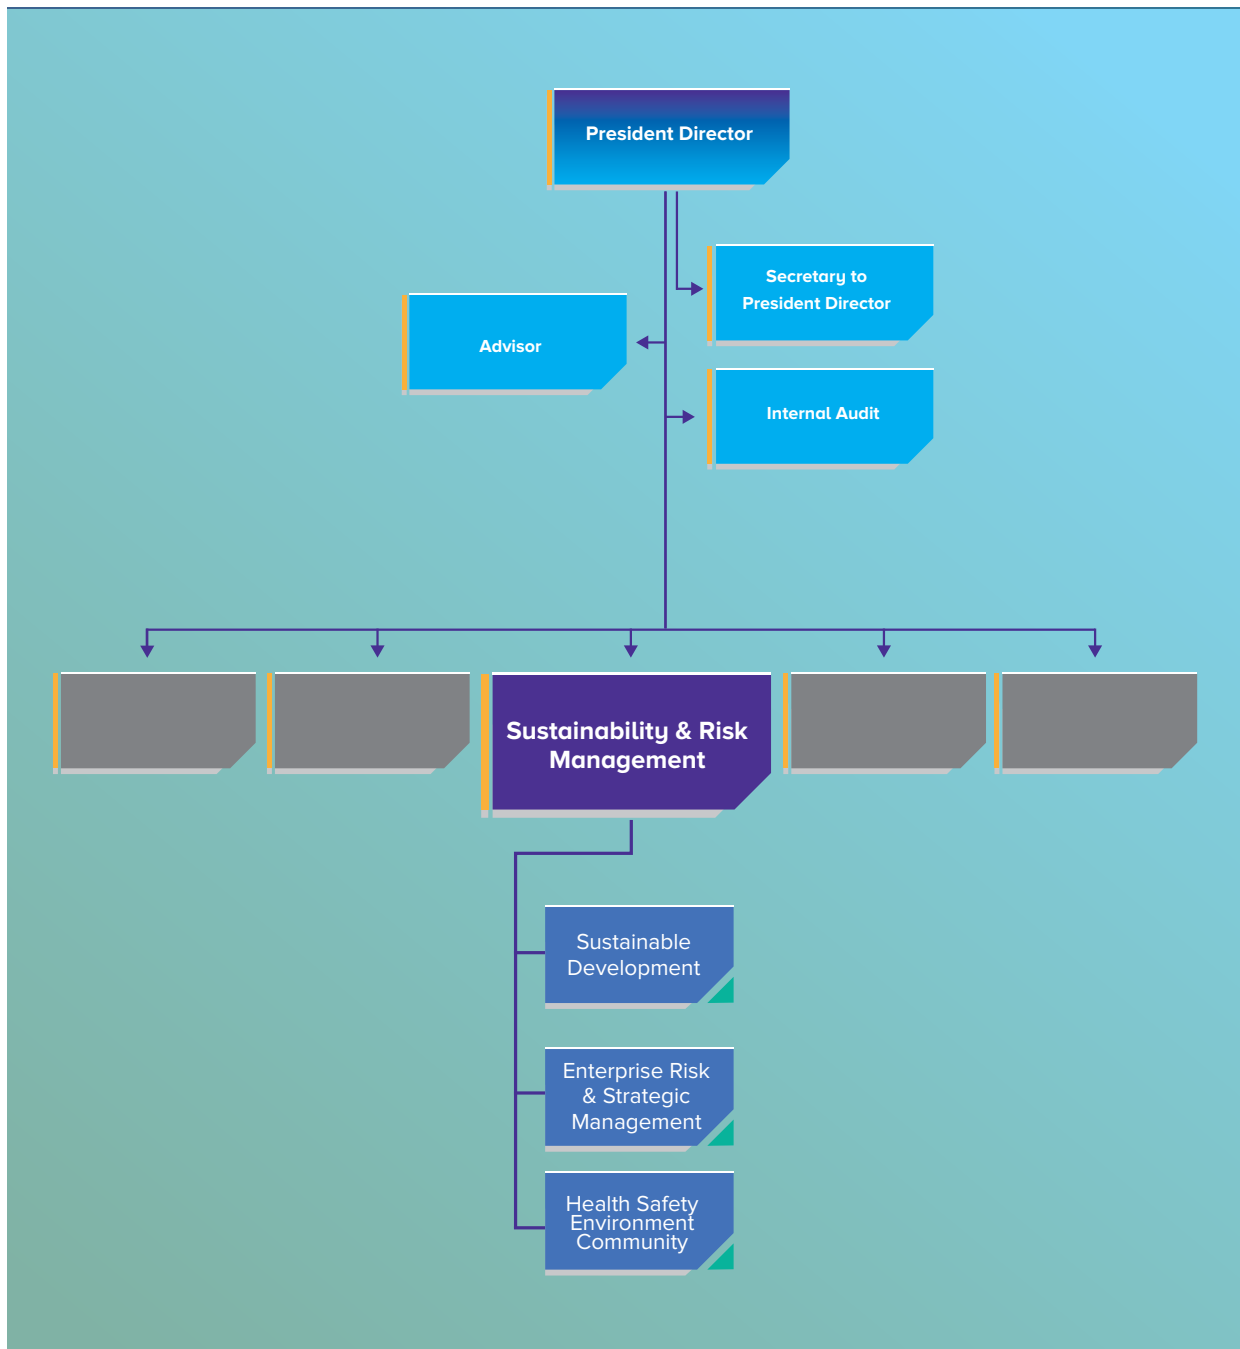 President Director
Secretary to
President Director
Advisor
Internal Audit
Sustainability & Risk
Management
Sustainable
Development
Enterprise Risk
& Strategic
Management
Health Safety
Environment
Community